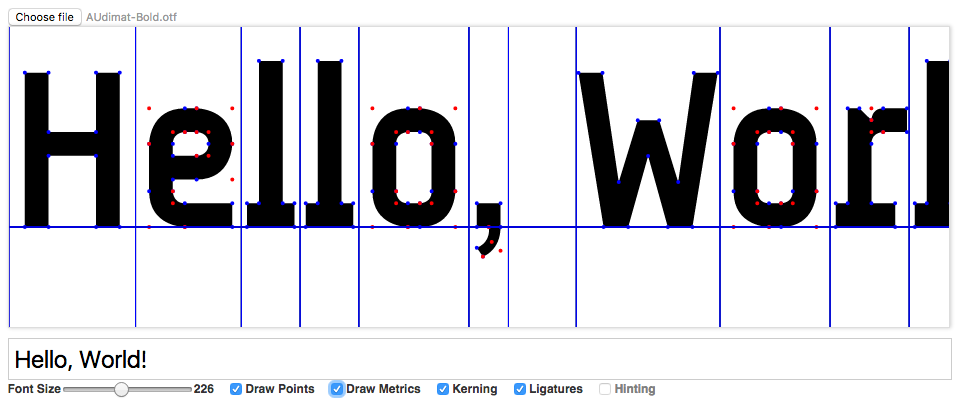 Choose file AUdimat-Bold.otf
Hello, Worl
Hello, World!
Font Size 226 Draw Points Draw Metrics Kerning Ligatures Hinting